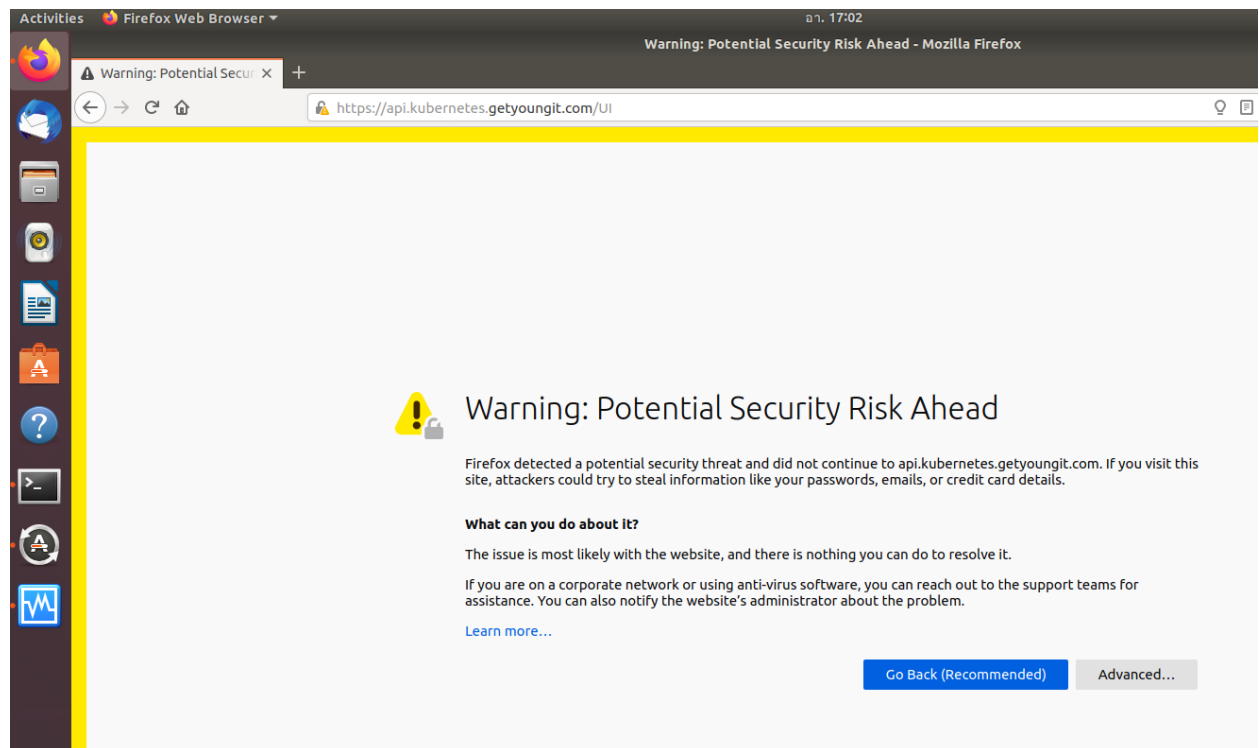 Activities Firefox Web Browser อา. 17:02
Warning: Potential Security Risk Ahead - Mozilla Firefox
Warning: Potential Secur
https://api.kubernetes.getyoungit.com/UI
Warning: Potential Security Risk Ahead
Firefox detected a potential security threat and did not continue to api.kubernetes.getyoungit.com. If you visit this
site, attackers could try to steal information like your passwords, emails, or credit card details.
What can you do about it?
The issue is most likely with the website, and there is nothing you can do to resolve it.
If you are on a corporate network or using anti-virus software, you can reach out to the support teams for
assistance. You can also notify the website’s administrator about the problem.
Learn more…
Go Back (Recommended) Advanced…